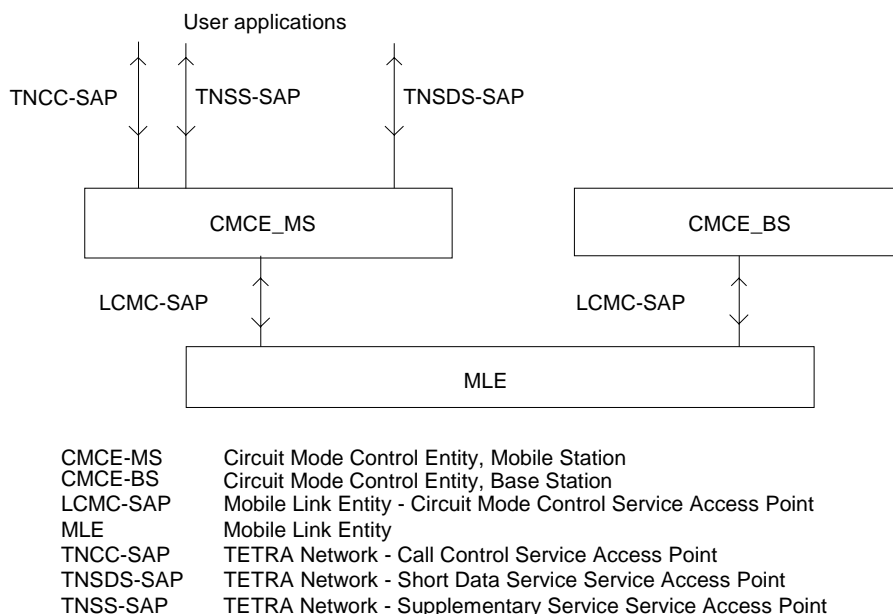 User applications
TNCC-SAP TNSS-SAP TNSDS-SAP
CMCE_MS CMCE_BS
LCMC-SAP LCMC-SAP
MLE
CMCE-MS Circuit Mode Control Entity, Mobile Station
CMCE-BS Circuit Mode Control Entity, Base Station
LCMC-SAP Mobile Link Entity - Circuit Mode Control Service Access Point
MLE Mobile Link Entity
TNCC-SAP TETRA Network - Call Control Service Access Point
TNSDS-SAP TETRA Network - Short Data Service Service Access Point
TNSS-SAP TETRA Network - Supplementary Service Service Access Point